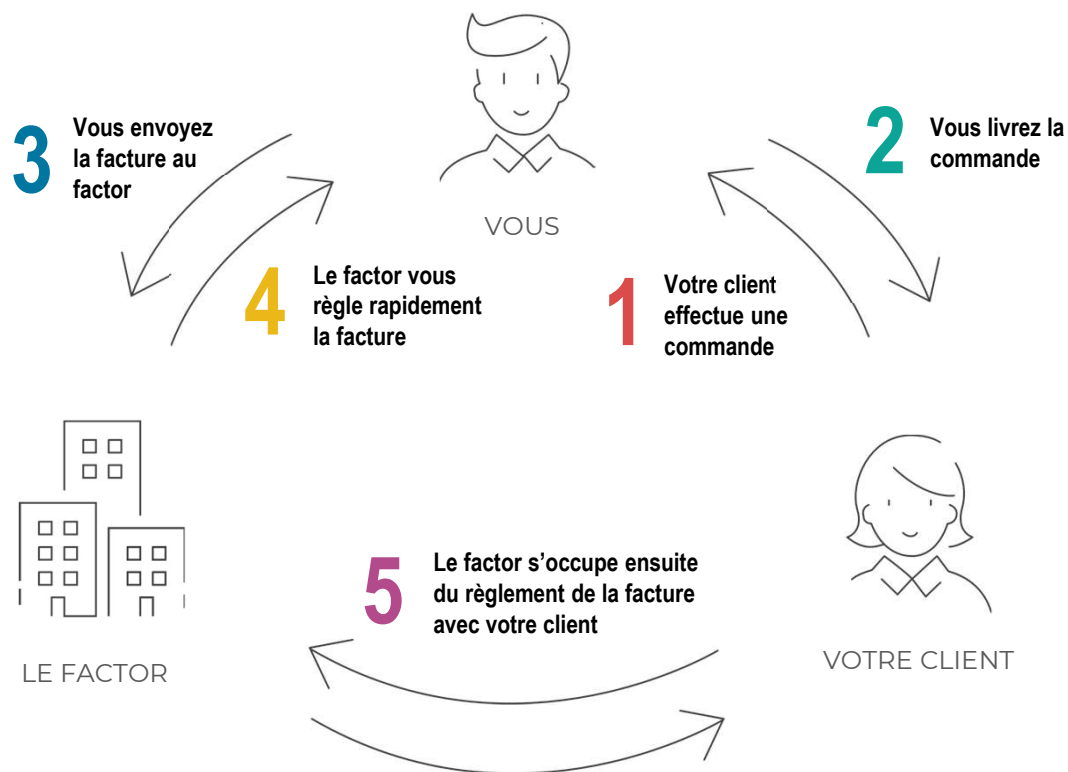 3
Vous envoyez
la facture au
factor
2
Vous livrez la
commande
VOUS
4
Le factor vous
règle rapidement
la facture
1
Votre client
effectue une
commande
5
Le factor s’occupe ensuite
du règlement de la facture
avec votre client
LE FACTOR
VOTRE CLIENT